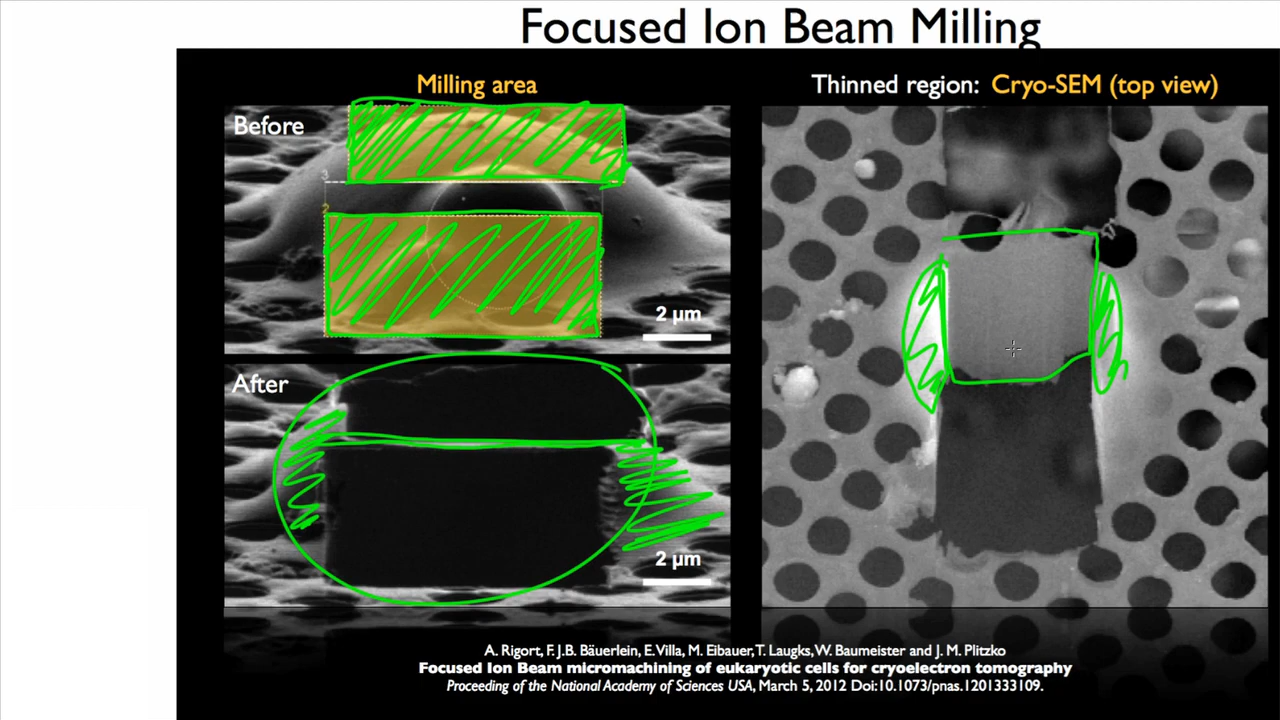 Focused Ion Beam Milling
Milling area
Thinned region: Cryo-SEM (top view)
Before
3
2
2 μm
After
2 μm
A. Rigort, F. J.B. Bäuerlein, E. Villa, M. Eibauer, T. Laugks, W. Baumeister and J. M. Plitzko
Focused Ion Beam micromachining of eukaryotic cells for cryoelectron tomography
Proceeding of the National Academy of Sciences USA, March 5, 2012 Doi:10.1073/pnas.1201333109.